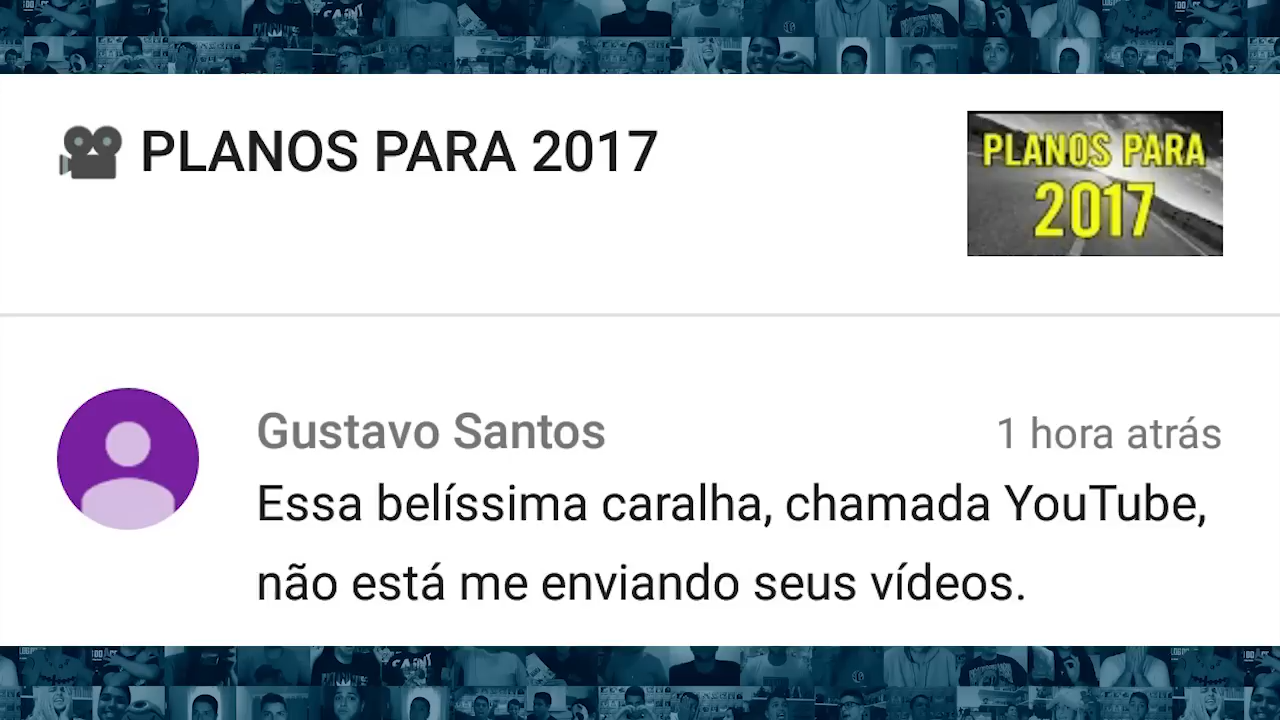 🎥 PLANOS PARA 2017
PLANOS PARA
2017
Gustavo Santos
1 hora atrás
Essa belíssima caralha, chamada YouTube,
não está me enviando seus vídeos.